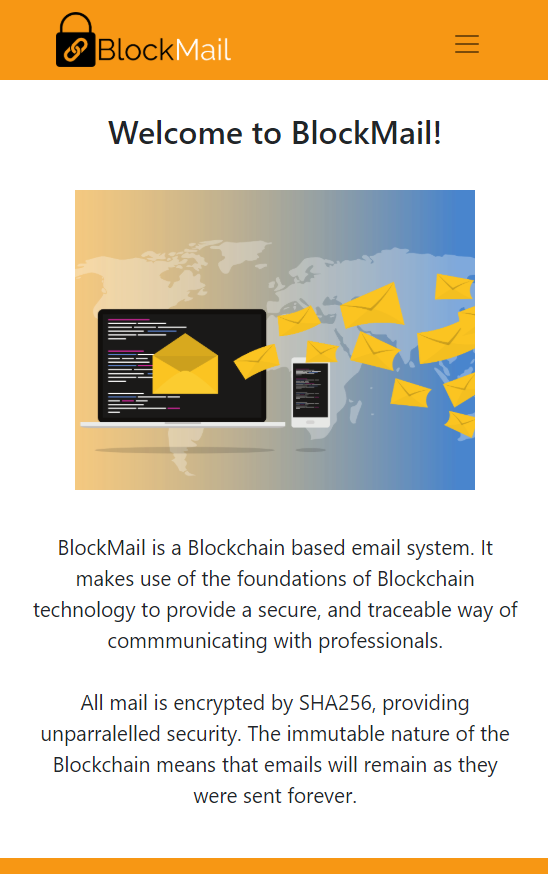 BlockMail
Welcome to BlockMail!
BlockMail is a Blockchain based email system. It
makes use of the foundations of Blockchain
technology to provide a secure, and traceable way of
commmunicating with professionals.
All mail is encrypted by SHA256, providing
unparralelled security. The immutable nature of the
Blockchain means that emails will remain as they
were sent forever.